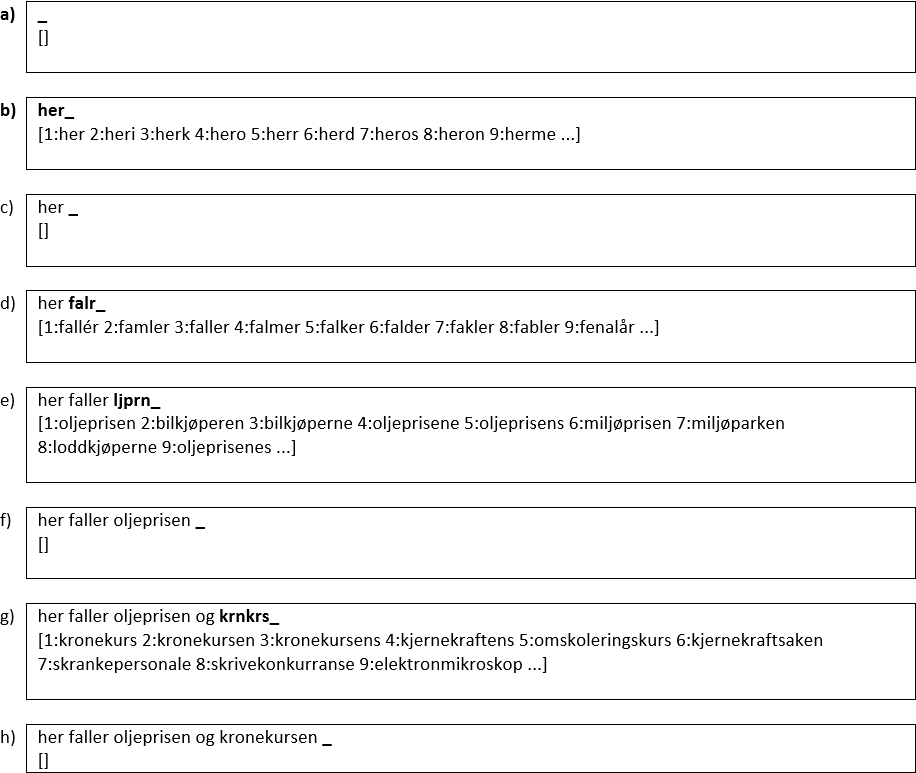 a) _
[]
b) her_
[1:her 2:heri 3:herk 4:hero 5:herr 6:herd 7:heros 8:heron 9:herme ...]
c) her _
[]
d) her falr_
[1:fallér 2:famler 3:faller 4:falmer 5:falker 6:falder 7:fakler 8:fabler 9:fenalår ...]
e) her faller ljprn_
[1:oljeprisen 2:bilkjøperen 3:bilkjøperne 4:oljeprisene 5:oljeprisens 6:miljøprisen 7:miljøparken
8:loddkjøperne 9:oljeprisenes ...]
f) her faller oljeprisen _
[]
g) her faller oljeprisen og krnkrs_
[1:kronekurs 2:kronekursen 3:kronekursens 4:kjernekraftens 5:omskoleringskurs 6:kjernekraftsaken
7:skrankepersonale 8:skrivekonkurranse 9:elektronmikroskop ...]
h) her faller oljeprisen og kronekursen _
[]